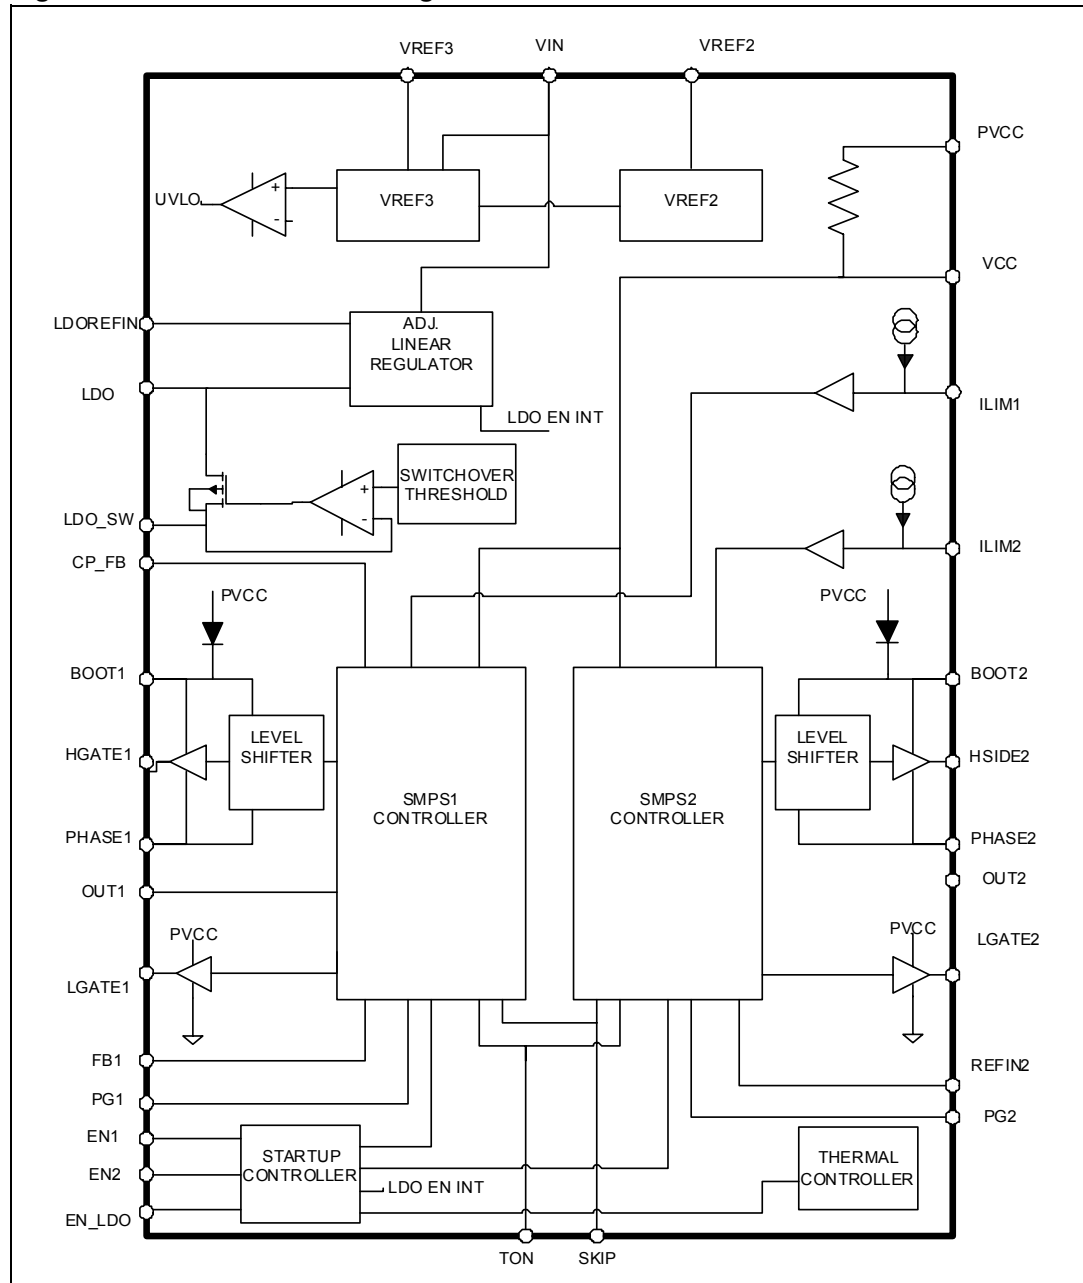 VREF3
VIN
VREF2
PVCC
UVLO
VREF3
VREF2
VCC
LDOREFIN
ADJ.
LINEAR
REGULATOR
LDO
ILIM1
LDO EN INT
SWITCHOVER
THRESHOLD
LDO_SW
ILIM2
CP_FB
PVCC
PVCC
BOOT1
BOOT2
LEVEL
SHIFTER
LEVEL
SHIFTER
HGATE1
HSIDE2
SMPS1
CONTROLLER
SMPS2
CONTROLLER
PHASE1
PHASE2
OUT1
OUT2
PVCC
PVCC
LGATE2
LGATE1
FB1
REFIN2
PG1
PG2
EN1
STARTUP
CONTROLLER
THERMAL
CONTROLLER
EN2
LDO EN INT
EN_LDO
TON
SKIP